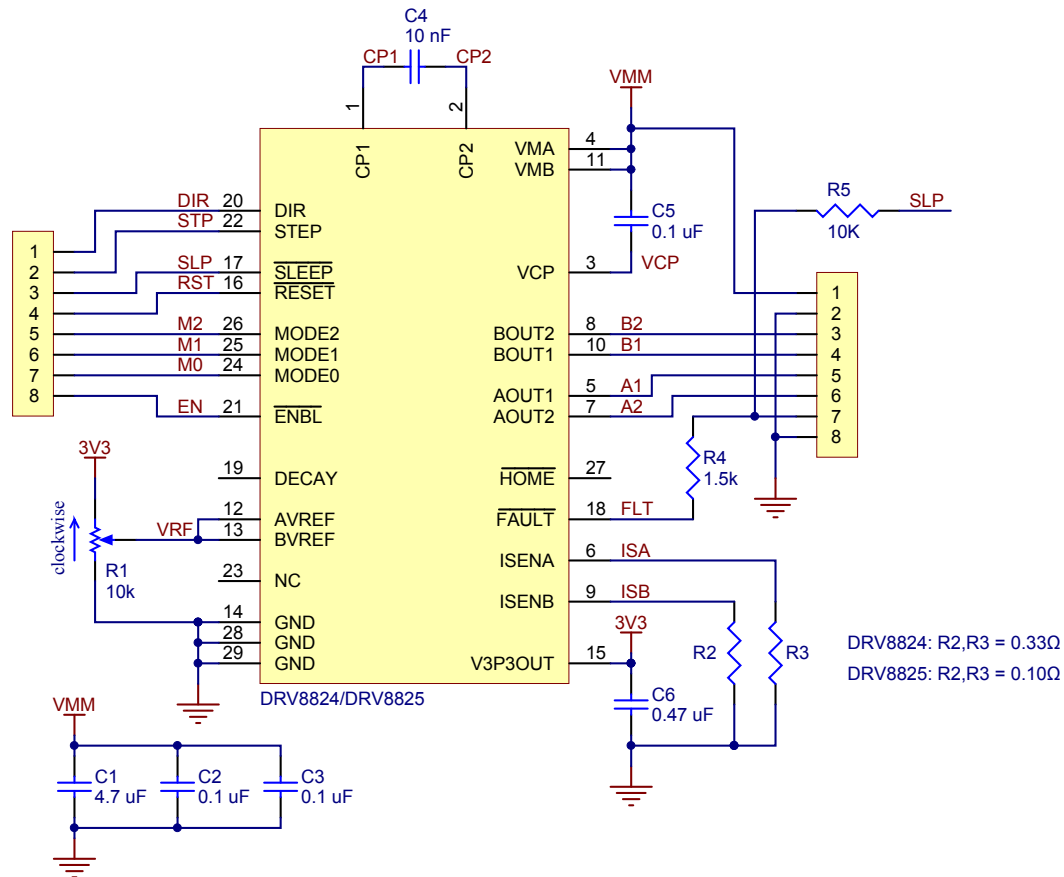 C4
10 nF
CP1
CP2
1
2
CP1
CP2
VMM
VMA 4
VMB 11
C5
0.1 uF
VCP 3
VCP
R5
10K
SLP
DIR 20 DIR
STP 22 STEP
SLP 17 SLEEP
RST 16 RESET
M2 26 MODE2
M1 25 MODE1
M0 24 MODE0
EN 21 ENBL
1
2
3
4
5
6
7
8
BOUT2 8 B2
BOUT1 10 B1
AOUT1 5 A1
AOUT2 7 A2
1
2
3
4
5
6
7
8
3V3
clockwise
R1
10k
19 DECAY
VRF
12 AVREF
13 BVREF
23 NC
14 GND
28 GND
29 GND
HOME 27
FAULT 18 FLT
R4
1.5k
ISENA 6 ISA
ISENB 9 ISB
V3P3OUT 15
3V3
C6
0.47 uF
R2
R3
DRV8824: R2,R3 = 0.33Ω
DRV8825: R2,R3 = 0.10Ω
DRV8824/DRV8825
VMM
C1
4.7 uF
C2
0.1 uF
C3
0.1 uF